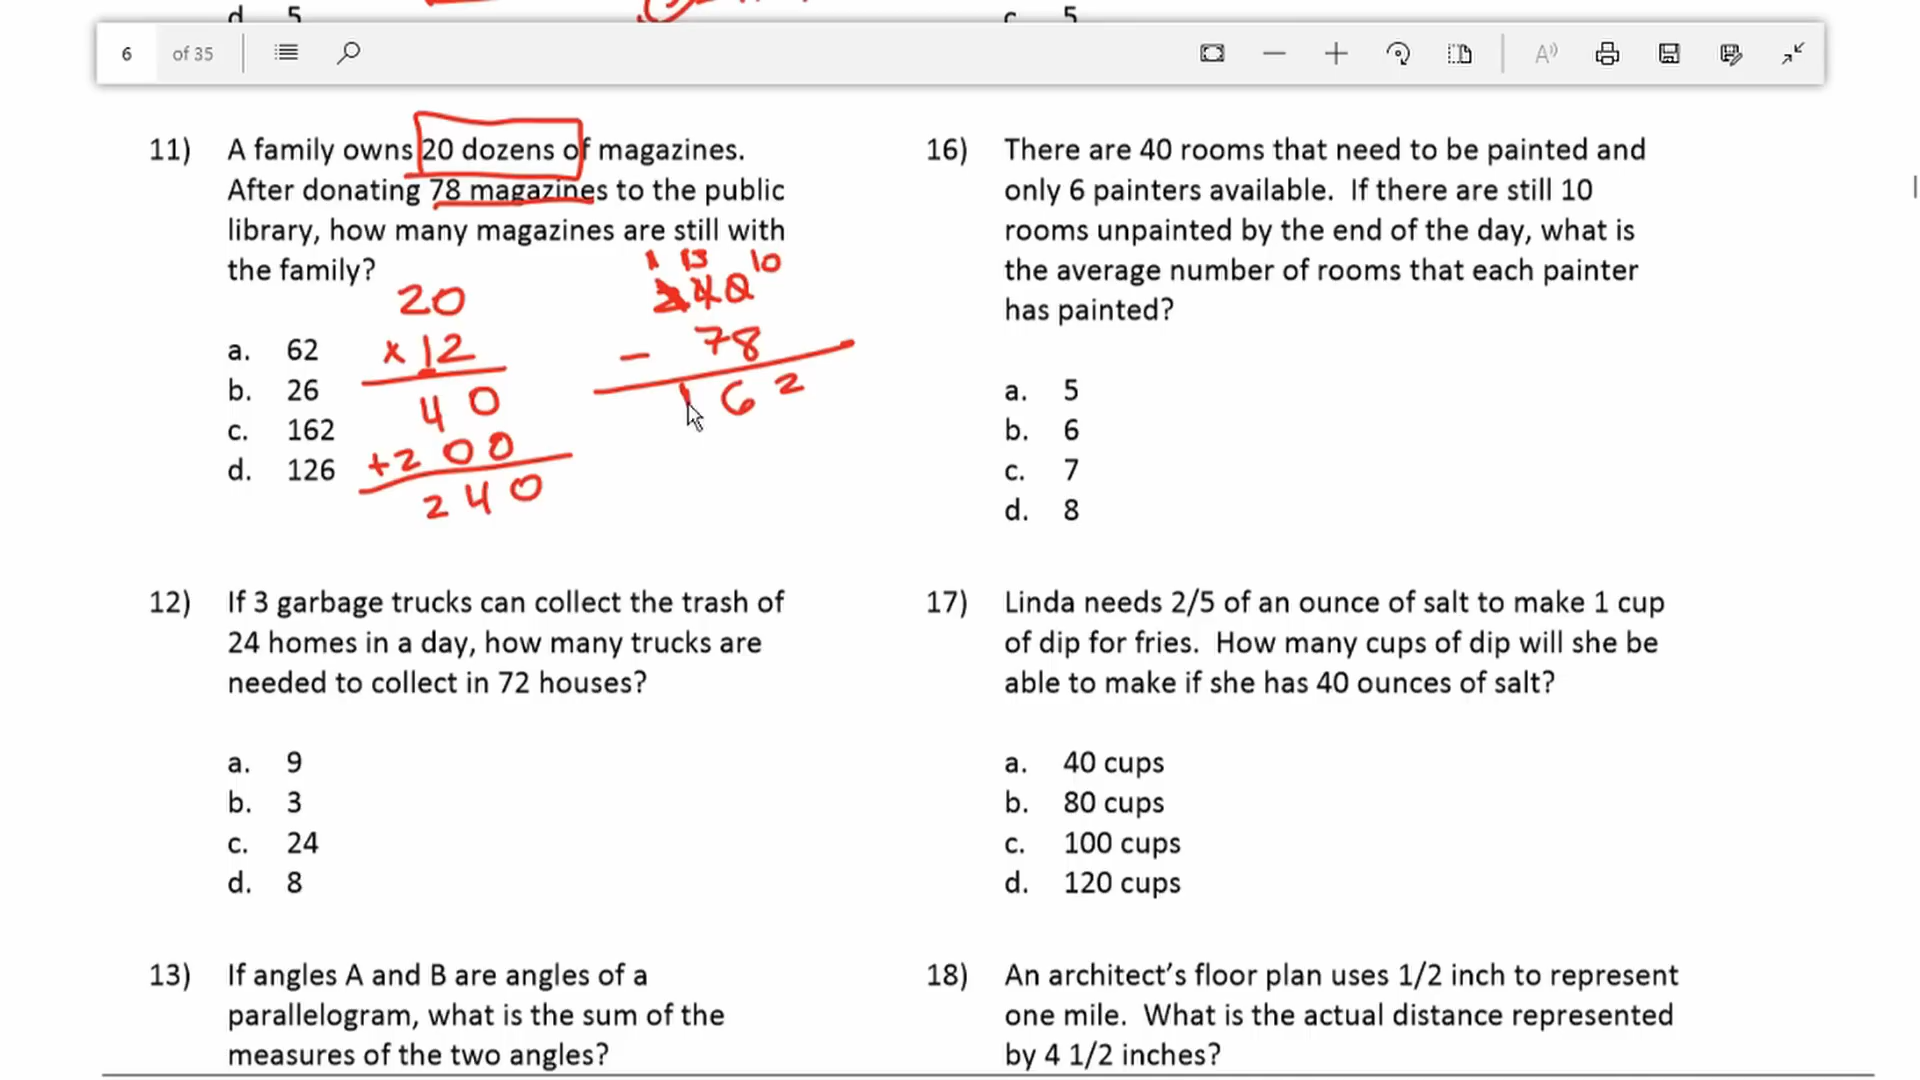 d. 5
c. 5
6 of 35
11) A family owns 20 dozens of magazines.
After donating 78 magazines to the public
library, how many magazines are still with
the family?
a. 62
b. 26
c. 162
d. 126
20
x 12
40
+200
240
1 13 10
240
- 78
162
12) If 3 garbage trucks can collect the trash of
24 homes in a day, how many trucks are
needed to collect in 72 houses?
a. 9
b. 3
c. 24
d. 8
13) If angles A and B are angles of a
parallelogram, what is the sum of the
measures of the two angles?
16) There are 40 rooms that need to be painted and
only 6 painters available. If there are still 10
rooms unpainted by the end of the day, what is
the average number of rooms that each painter
has painted?
a. 5
b. 6
c. 7
d. 8
17) Linda needs 2/5 of an ounce of salt to make 1 cup
of dip for fries. How many cups of dip will she be
able to make if she has 40 ounces of salt?
a. 40 cups
b. 80 cups
c. 100 cups
d. 120 cups
18) An architect’s floor plan uses 1/2 inch to represent
one mile. What is the actual distance represented
by 4 1/2 inches?